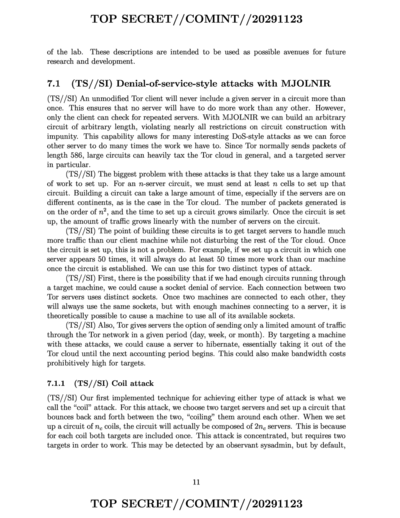 TOP SECRET//COMINT//20291123
of the lab. These descriptions are intended to be used as possible avenues for future
research and development.
7.1 (TS//SI) Denial-of-service-style attacks with MJOLNIR
(TS//SI) An unmodified Tor client will never include a given server in a circuit more than
once. This ensures that no server will have to do more work than any other. However,
only the client can check for repeated servers. With MJOLNIR we can build an arbitrary
circuit of arbitrary length, violating nearly all restrictions on circuit construction with
impunity. This capability allows for many interesting DoS-style attacks as we can force
other server to do many times the work we have to. Since Tor normally sends packets of
length 586, large circuits can heavily tax the Tor cloud in general, and a targeted server
in particular.
(TS//SI) The biggest problem with these attacks is that they take us a large amount
of work to set up. For an n-server circuit, we must send at least n cells to set up that
circuit. Building a circuit can take a large amount of time, especially if the servers are on
different continents, as is the case in the Tor cloud. The number of packets generated is
on the order of n², and the time to set up a circuit grows similarly. Once the circuit is set
up, the amount of traffic grows linearly with the number of servers on the circuit.
(TS//SI) The point of building these circuits is to get target servers to handle much
more traffic than our client machine while not disturbing the rest of the Tor cloud. Once
the circuit is set up, this is not a problem. For example, if we set up a circuit in which one
server appears 50 times, it will always do at least 50 times more work than our machine
once the circuit is established. We can use this for two distinct types of attack.
(TS//SI) First, there is the possibility that if we had enough circuits running through
a target machine, we could cause a socket denial of service. Each connection between two
Tor servers uses distinct sockets. Once two machines are connected to each other, they
will always use the same sockets, but with enough machines connecting to a server, it is
theoretically possible to cause a machine to use all of its available sockets.
(TS//SI) Also, Tor gives servers the option of sending only a limited amount of traffic
through the Tor network in a given period (day, week, or month). By targeting a machine
with these attacks, we could cause a server to hibernate, essentially taking it out of the
Tor cloud until the next accounting period begins. This could also make bandwidth costs
prohibitively high for targets.
7.1.1 (TS//SI) Coil attack
(TS//SI) Our first implemented technique for achieving either type of attack is what we
call the “coil” attack. For this attack, we choose two target servers and set up a circuit that
bounces back and forth between the two, “coiling” them around each other. When we set
up a circuit of nₑ coils, the circuit will actually be composed of 2nₑ servers. This is because
for each coil both targets are included once. This attack is concentrated, but requires two
targets in order to work. This may be detected by an observant sysadmin, but by default,
11
TOP SECRET//COMINT//20291123